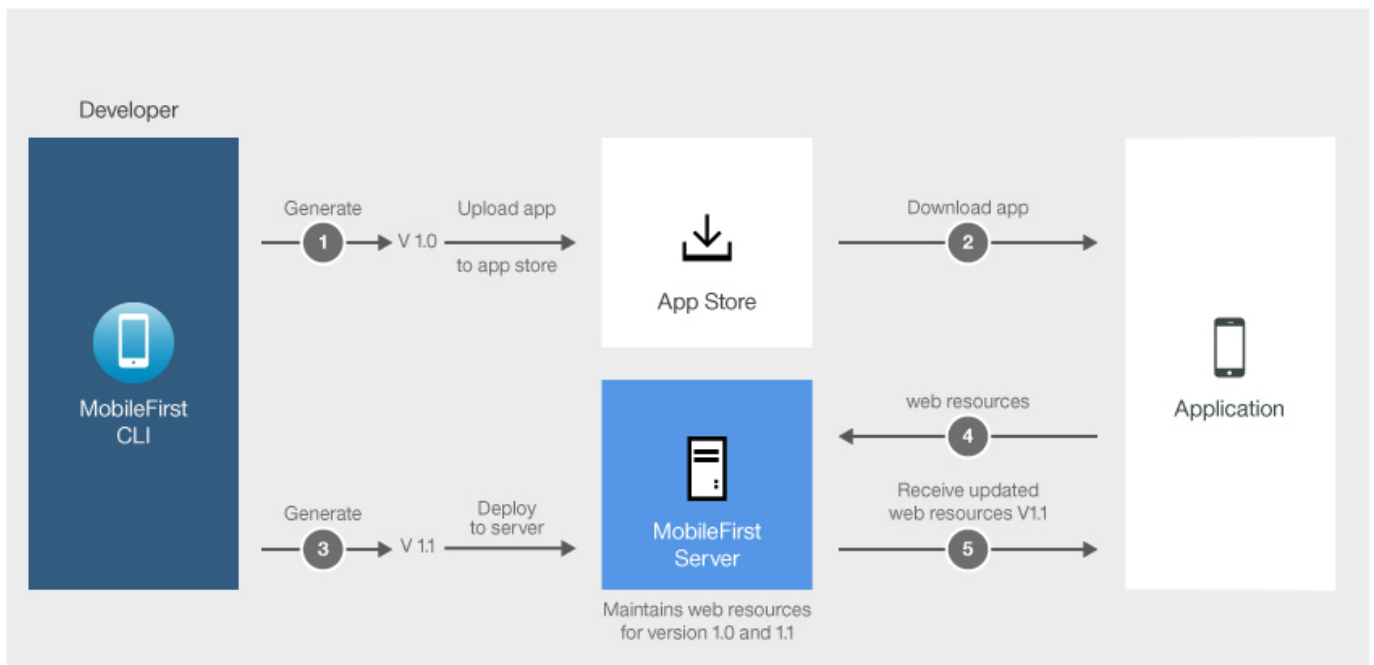 Developer
MobileFirst
CLI
Generate
1
V 1.0
Upload app
to app store
App Store
Download app
2
Application
web resources
4
Generate
3
V 1.1
Deploy
to server
MobileFirst
Server
Receive updated
web resources V1.1
5
Maintains web resources
for version 1.0 and 1.1